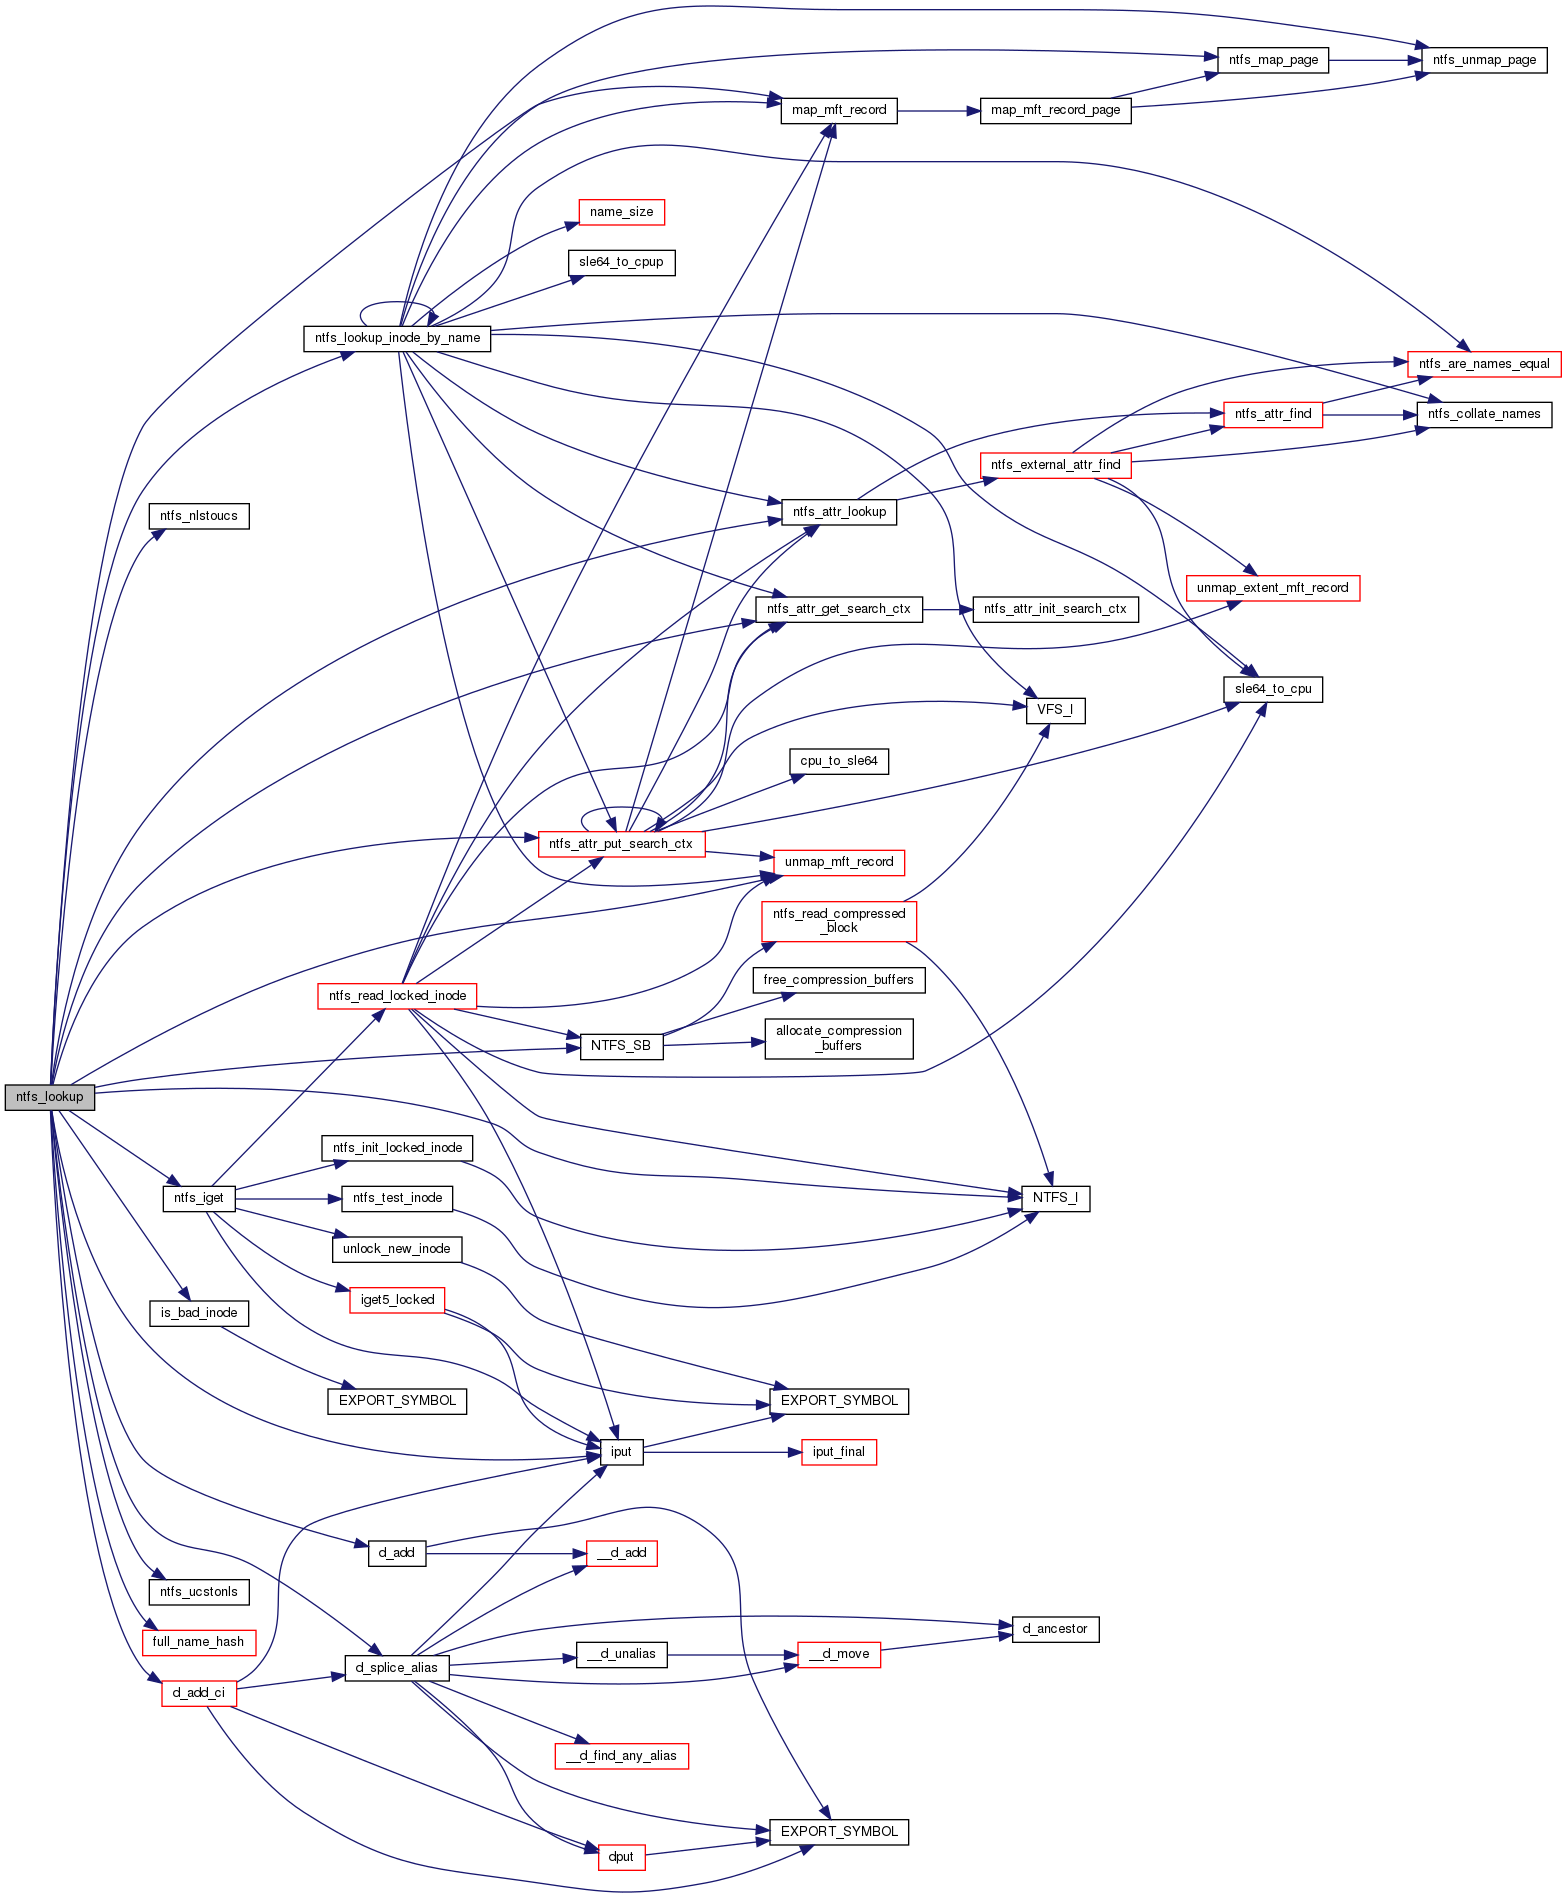 ntfs_map_page
ntfs_unmap_page
map_mft_record
map_mft_record_page
name_size
sle64_to_cpup
ntfs_lookup_inode_by_name
ntfs_are_names_equal
ntfs_attr_find
ntfs_collate_names
ntfs_external_attr_find
ntfs_nlstoucs
ntfs_attr_lookup
unmap_extent_mft_record
ntfs_attr_get_search_ctx
ntfs_attr_init_search_ctx
sle64_to_cpu
VFS_I
cpu_to_sle64
ntfs_attr_put_search_ctx
unmap_mft_record
ntfs_read_compressed
_block
free_compression_buffers
ntfs_read_locked_inode
allocate_compression
_buffers
NTFS_SB
ntfs_lookup
ntfs_init_locked_inode
ntfs_iget
ntfs_test_inode
NTFS_I
unlock_new_inode
iget5_locked
is_bad_inode
EXPORT_SYMBOL
EXPORT_SYMBOL
iput
iput_final
d_add
__d_add
ntfs_ucstonls
full_name_hash
d_ancestor
__d_unalias
__d_move
d_splice_alias
d_add_ci
__d_find_any_alias
EXPORT_SYMBOL
dput